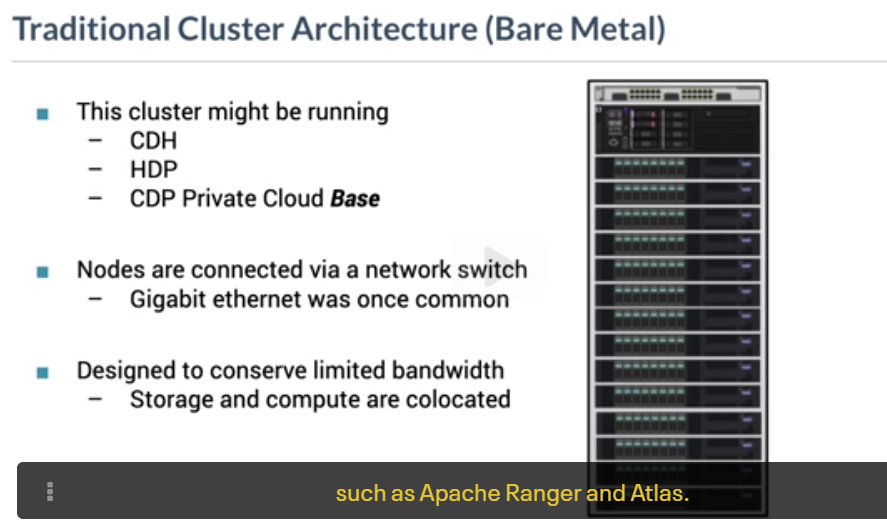 Traditional Cluster Architecture (Bare Metal)
This cluster might be running
– CDH
– HDP
– CDP Private Cloud Base
Nodes are connected via a network switch
– Gigabit ethernet was once common
Designed to conserve limited bandwidth
– Storage and compute are colocated
such as Apache Ranger and Atlas.